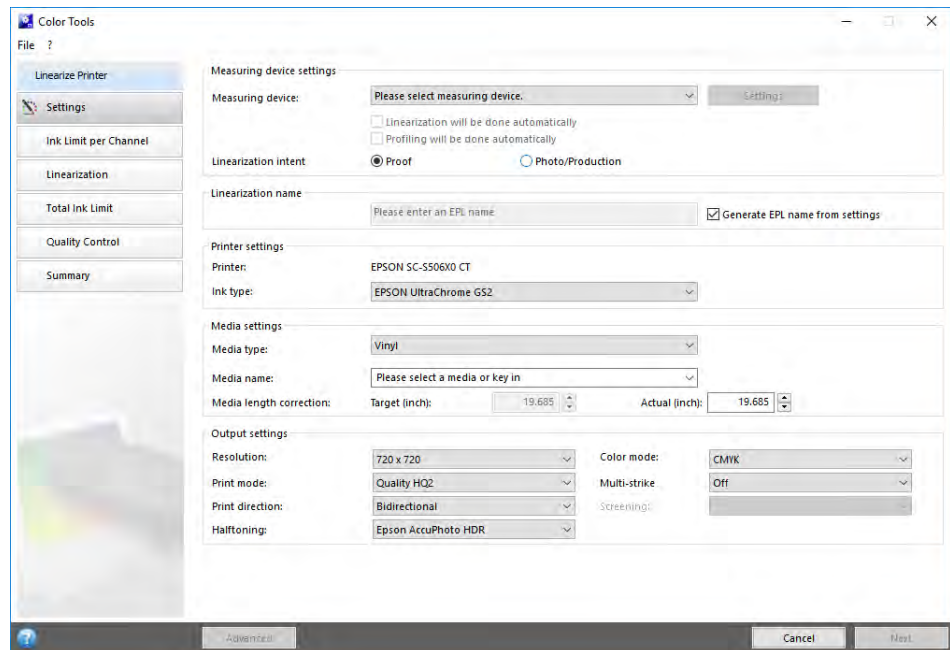 Color Tools
File ?
Linearize Printer
Settings
Ink Limit per Channel
Linearization
Total Ink Limit
Quality Control
Summary
Measuring device settings
Measuring device: Please select measuring device. Settings
Linearization will be done automatically
Profiling will be done automatically
Linearization intent Proof Photo/Production
Linearization name
Please enter an EPL name Generate EPL name from settings
Printer settings
Printer: EPSON SC-S506X0 CT
Ink type: EPSON UltraChrome GS2
Media settings
Media type: Vinyl
Media name: Please select a media or key in
Media length correction: Target (inch): 19.685 Actual (inch): 19.685
Output settings
Resolution: 720 x 720 Color mode: CMYK
Print mode: Quality HQ2 Multi-strike Off
Print direction: Bidirectional Screening:
Halftoning: Epson AccuPhoto HDR
? Advanced Cancel Next